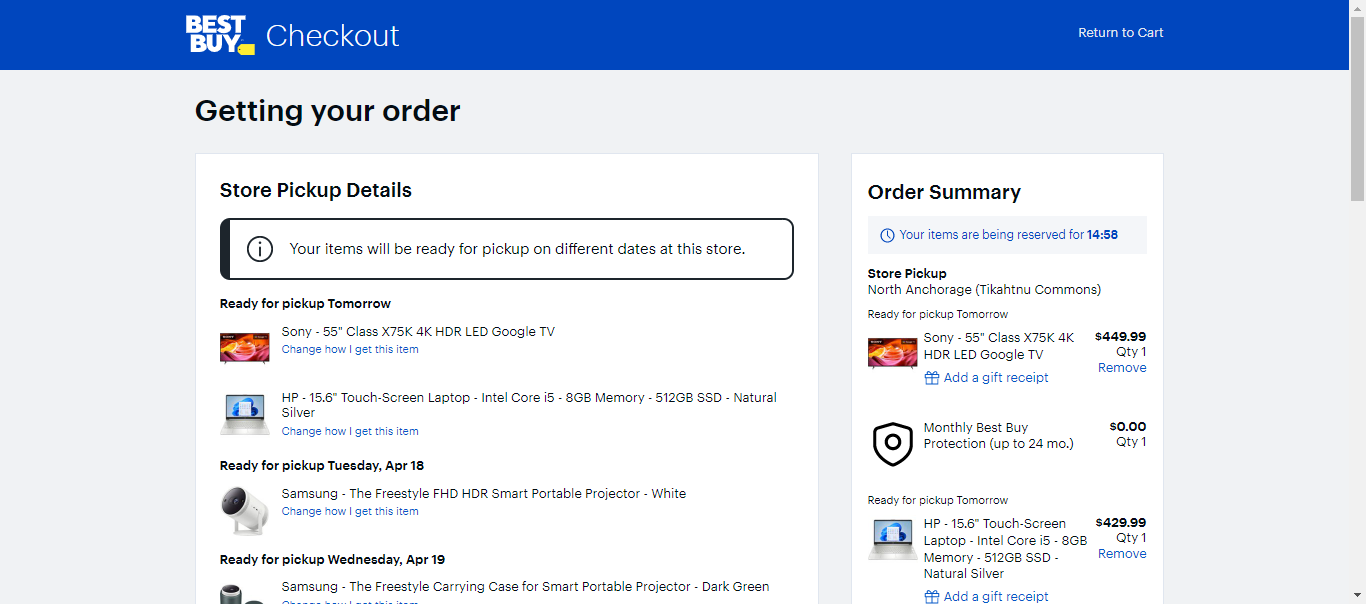 BEST
BUY
Checkout
Return to Cart
Getting your order
Store Pickup Details
Your items will be ready for pickup on different dates at this store.
Ready for pickup Tomorrow
Sony - 55" Class X75K 4K HDR LED Google TV
Change how I get this item
HP - 15.6" Touch-Screen Laptop - Intel Core i5 - 8GB Memory - 512GB SSD - Natural
Silver
Change how I get this item
Ready for pickup Tuesday, Apr 18
Samsung - The Freestyle FHD HDR Smart Portable Projector - White
Change how I get this item
Ready for pickup Wednesday, Apr 19
Samsung - The Freestyle Carrying Case for Smart Portable Projector - Dark Green
Change how I get this item
Order Summary
Your items are being reserved for 14:58
Store Pickup
North Anchorage (Tikahtnu Commons)
Ready for pickup Tomorrow
Sony - 55" Class X75K 4K
HDR LED Google TV
$449.99
Qty 1
Remove
Add a gift receipt
Monthly Best Buy
Protection (up to 24 mo.)
$0.00
Qty 1
Ready for pickup Tomorrow
HP - 15.6" Touch-Screen
Laptop - Intel Core i5 - 8GB
Memory - 512GB SSD -
Natural Silver
$429.99
Qty 1
Remove
Add a gift receipt